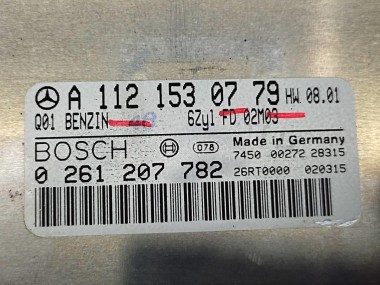 A 112 153 07 79 HW 08.01
Q01 BENZIN 6Zyl FD 02M03
BOSCH 078 Made in Germany
7450 00272 28315
0 261 207 782 26RT0000 020315